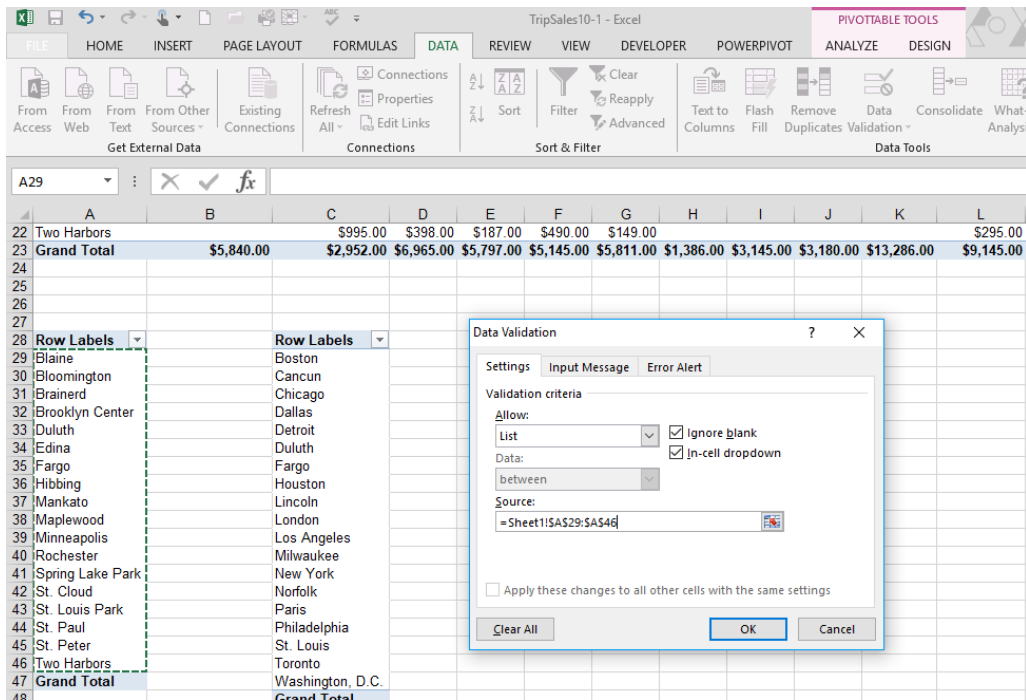 TripSales10-1 - Excel
PIVOTTABLE TOOLS
FILE HOME INSERT PAGE LAYOUT FORMULAS DATA REVIEW VIEW DEVELOPER POWERPIVOT ANALYZE DESIGN
From Access
From Web
From Text
From Other Sources
Existing Connections
Get External Data
Refresh All
Connections
Properties
Edit Links
Connections
Sort
Filter
Clear
Reapply
Advanced
Sort & Filter
Text to Columns
Flash Fill
Remove Duplicates
Data Validation
Consolidate
What-
Analys
Data Tools
A29 fx
A B C D E F G H I J K L
22 Two Harbors $995.00 $398.00 $187.00 $490.00 $149.00 $295.00
23 Grand Total $5,840.00 $2,952.00 $6,965.00 $5,797.00 $5,145.00 $5,811.00 $1,386.00 $3,145.00 $3,180.00 $13,286.00 $9,145.00
24
25
26
27
28 Row Labels Row Labels
29 Blaine Boston
30 Bloomington Cancun
31 Brainerd Chicago
32 Brooklyn Center Dallas
33 Duluth Detroit
34 Edina Duluth
35 Fargo Fargo
36 Hibbing Houston
37 Mankato Lincoln
38 Maplewood London
39 Minneapolis Los Angeles
40 Rochester Milwaukee
41 Spring Lake Park New York
42 St. Cloud Norfolk
43 St. Louis Park Paris
44 St. Paul Philadelphia
45 St. Peter St. Louis
46 Two Harbors Toronto
47 Grand Total Washington, D.C.
48 Grand Total
Data Validation ?
Settings Input Message Error Alert
Validation criteria
Allow:
List
Ignore blank
Data:
In-cell dropdown
between
Source:
=Sheet1!$A$29:$A$46
Apply these changes to all other cells with the same settings
Clear All OK Cancel